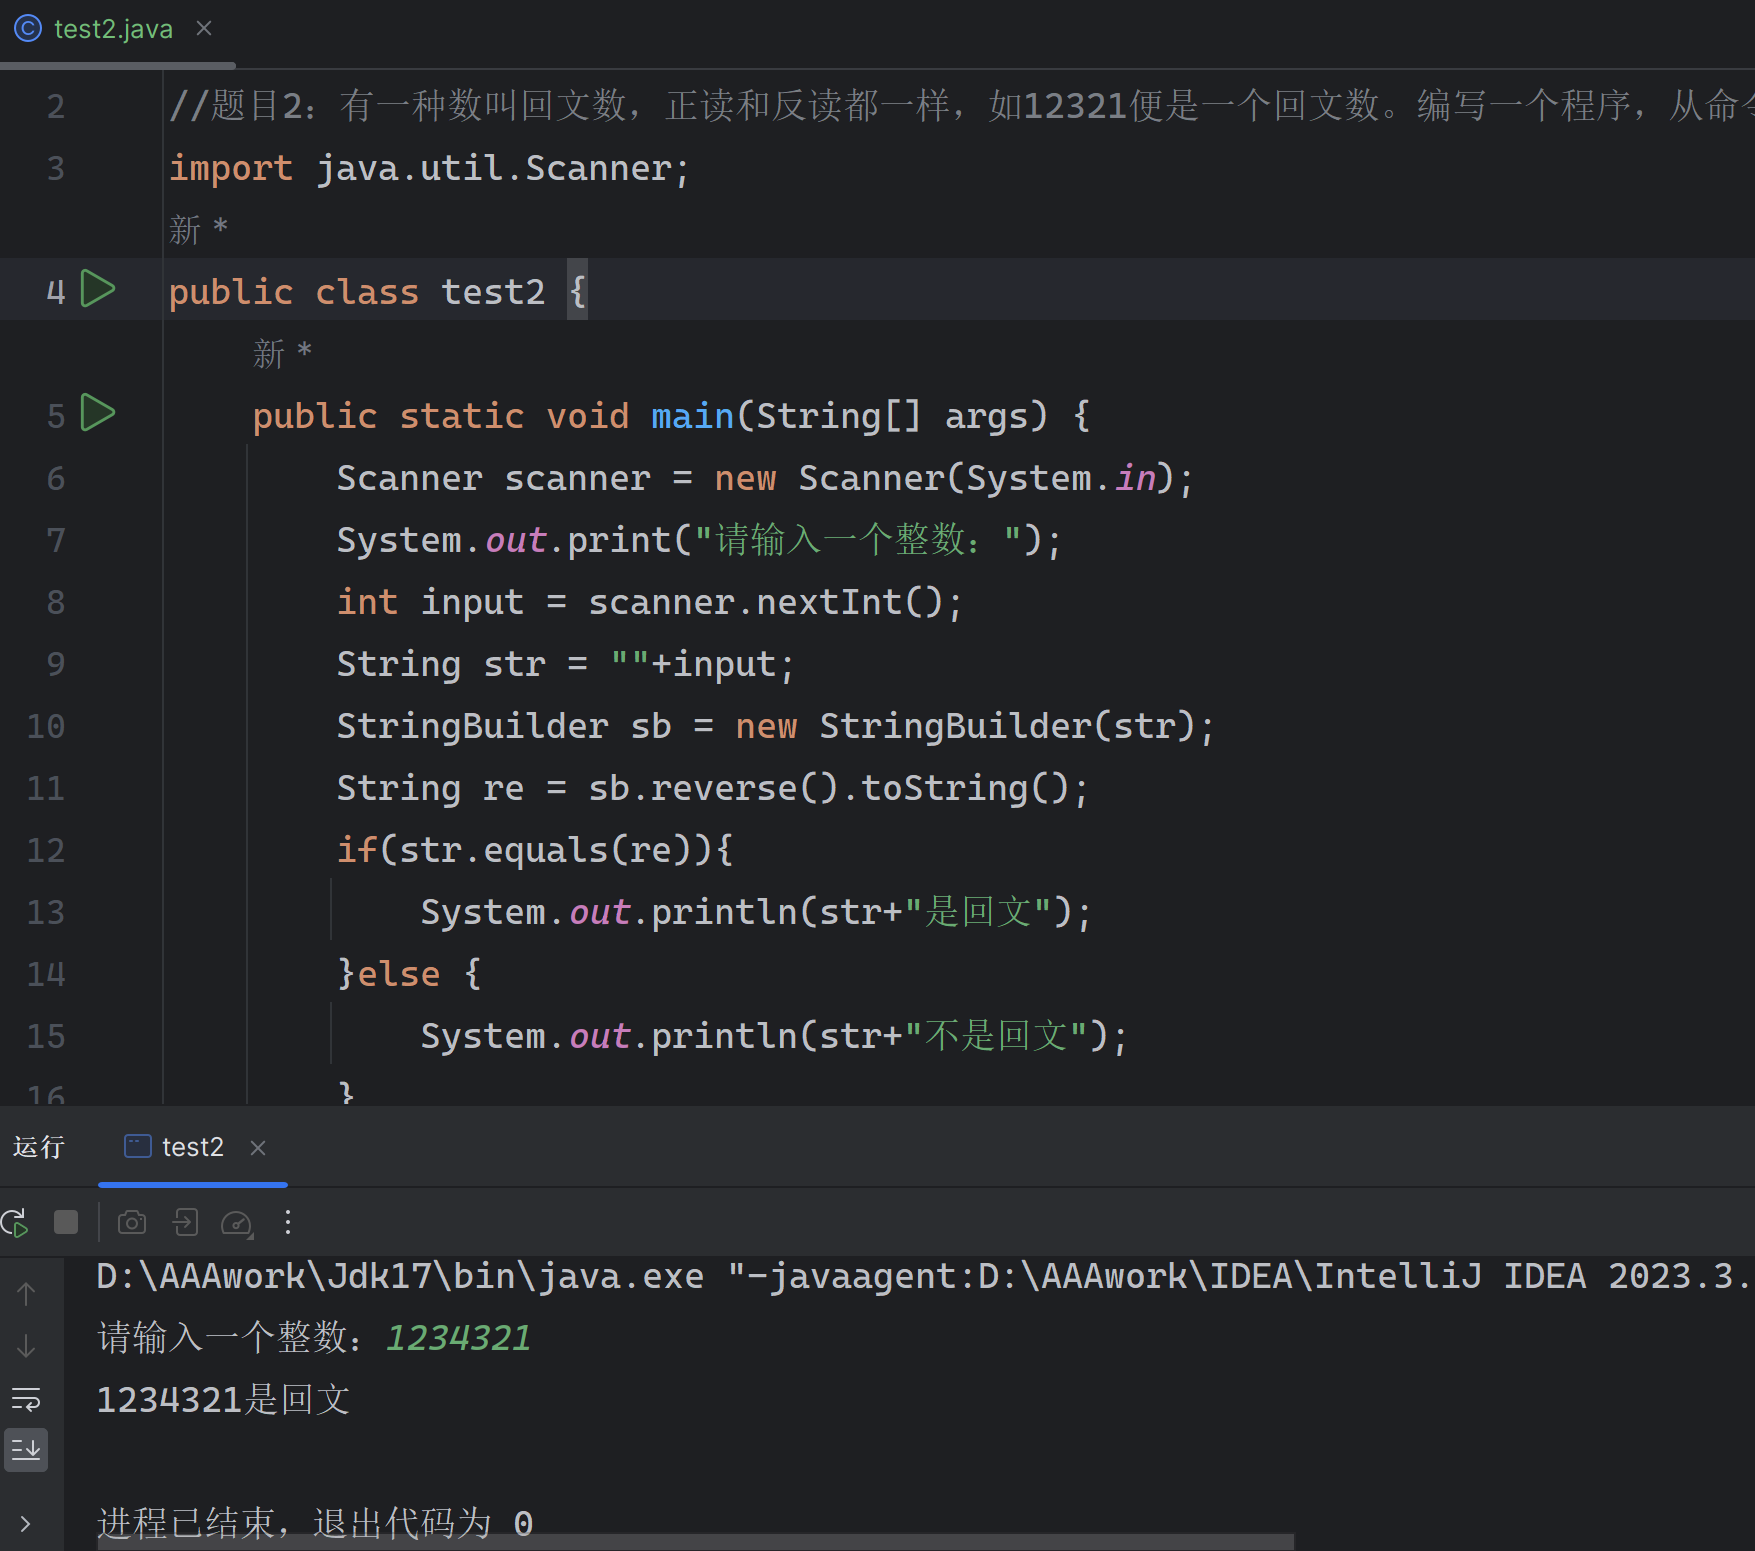 test2.java
2 //题目2：有一种数叫回文数，正读和反读都一样，如12321便是一个回文数。编写一个程序，从命
3 import java.util.Scanner;
新 *
4 public class test2 {
新 *
5 public static void main(String[] args) {
6 Scanner scanner = new Scanner(System.in);
7 System.out.print("请输入一个整数：");
8 int input = scanner.nextInt();
9 String str = ""+input;
10 StringBuilder sb = new StringBuilder(str);
11 String re = sb.reverse().toString();
12 if(str.equals(re)){
13 System.out.println(str+"是回文");
14 }else {
15 System.out.println(str+"不是回文");
16 }
运行 test2
D:\AAAwork\Jdk17\bin\java.exe "-javaagent:D:\AAAwork\IDEA\IntelliJ IDEA 2023.3.
请输入一个整数：1234321
1234321是回文
进程已结束，退出代码为 0